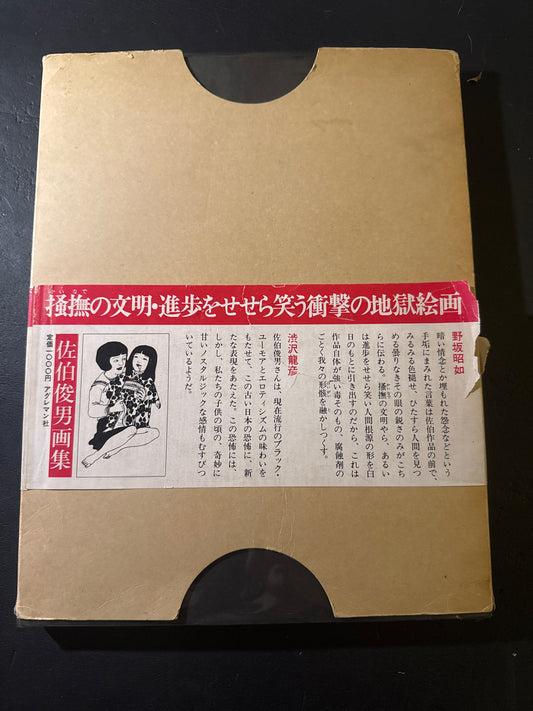 掻撫の文明・進歩をせせら笑う衝撃の地獄絵画
かいなで
野坂昭如
暗い情念とか埋もれた怨念などという
手垢にまみれた言葉は佐伯作品の前で、
みるみる色褪せ、ひたすら人間を見つ
める曇りなきその眼の鋭さのみがこち
らに伝わる。掻撫の文明やら、あるい
は進歩をせせら笑い人間根源の形を白
日のもとに引き出すのだから、これは
作品自体が強い毒そのもの、腐蝕剤の
ごとく我々の形骸を融かしつくす。
渋沢龍彦
佐伯俊男さんは、現在流行のブラック・
ユーモアとエロティシズムの味わいを
もたせて、この古い日本の恐怖に、新
たな表現をあたえた。この恐怖には、
しかし、私たちの子供の頃の、奇妙に
甘いノスタルジックな感情もむすびつ
いているようだ。
佐伯俊男画集
定価一〇〇〇円 アグレマン社